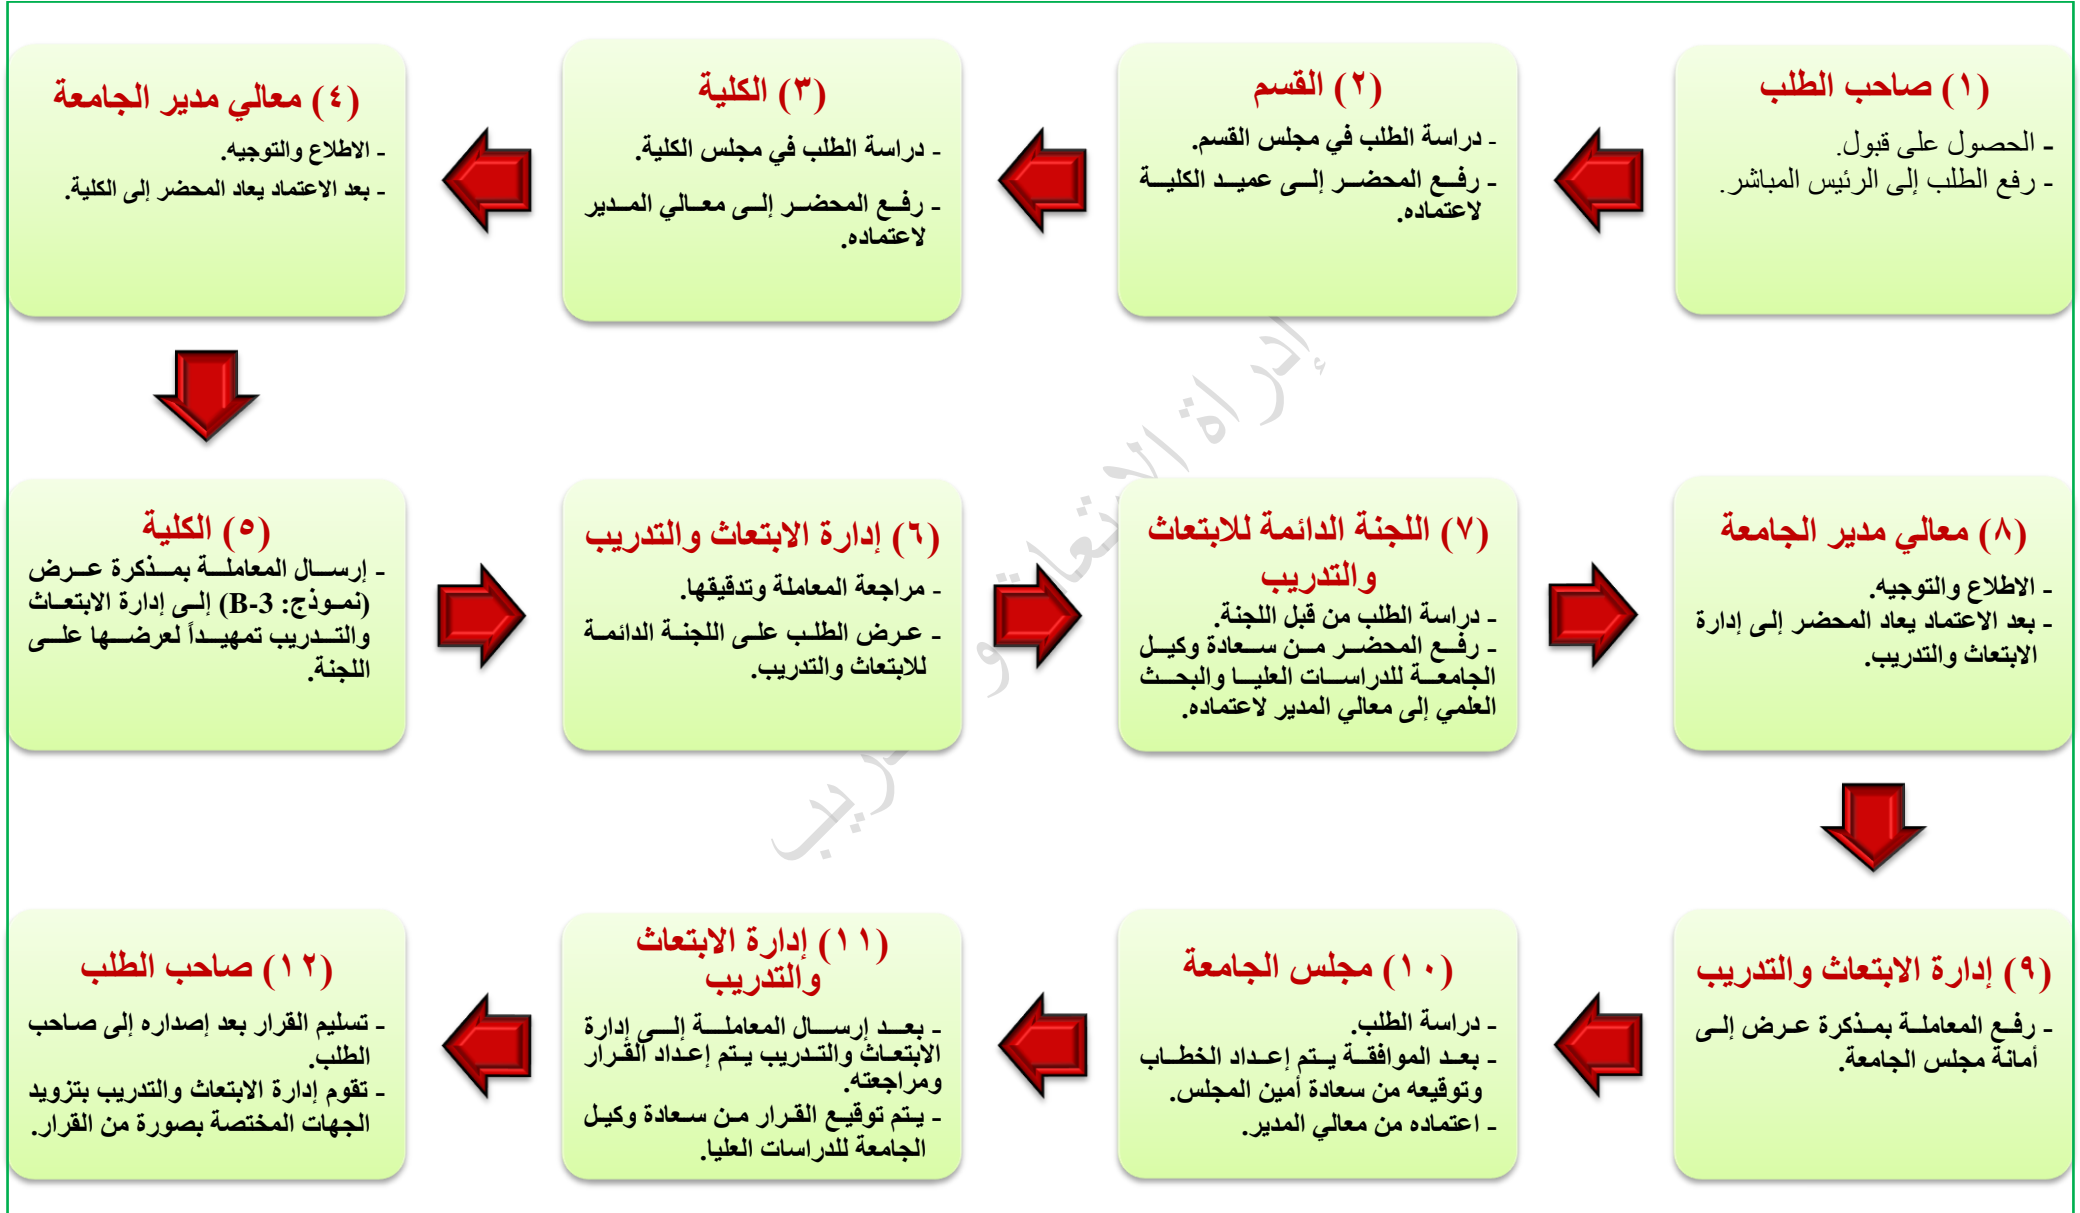 (١) صاحب الطلب
- الحصول على قبول.
- رفع الطلب إلى الرئيس المباشر.
(٢) القسم
- دراسة الطلب في مجلس القسم.
- رفع المحضر إلى عميد الكلية
لاعتماده.
(٣) الكلية
- دراسة الطلب في مجلس الكلية.
- رفع المحضر إلى معالي المدير
لاعتماده.
(٤) معالي مدير الجامعة
- الاطلاع والتوجيه.
- بعد الاعتماد يعاد المحضر إلى الكلية.
(٥) الكلية
- إرسال المعاملة بمذكرة عرض
(نموذج: B-3) إلى إدارة الابتعاث
والتدريب تمهيداً لعرضها على
اللجنة.
(٦) إدارة الابتعاث والتدريب
- مراجعة المعاملة وتدقيقها.
- عرض الطلب على اللجنة الدائمة
للابتعاث والتدريب.
(٧) اللجنة الدائمة للابتعاث
والتدريب
- دراسة الطلب من قبل اللجنة.
- رفع المحضر من سعادة وكيل
الجامعة للدراسات العليا والبحث
العلمي إلى معالي المدير لاعتماده.
(٨) معالي مدير الجامعة
- الاطلاع والتوجيه.
- بعد الاعتماد يعاد المحضر إلى إدارة
الابتعاث والتدريب.
(٩) إدارة الابتعاث والتدريب
- رفع المعاملة بمذكرة عرض إلى
أمانة مجلس الجامعة.
(١٠) مجلس الجامعة
- دراسة الطلب.
- بعد الموافقة يتم إعداد الخطاب
وتوقيعه من سعادة أمين المجلس.
- اعتماده من معالي المدير.
(١١) إدارة الابتعاث
والتدريب
- بعد إرسال المعاملة إلى إدارة
الابتعاث والتدريب يتم إعداد القرار
ومراجعته.
- يتم توقيع القرار من سعادة وكيل
الجامعة للدراسات العليا.
(١٢) صاحب الطلب
- تسليم القرار بعد إصداره إلى صاحب
الطلب.
- تقوم إدارة الابتعاث والتدريب بتزويد
الجهات المختصة بصورة من القرار.